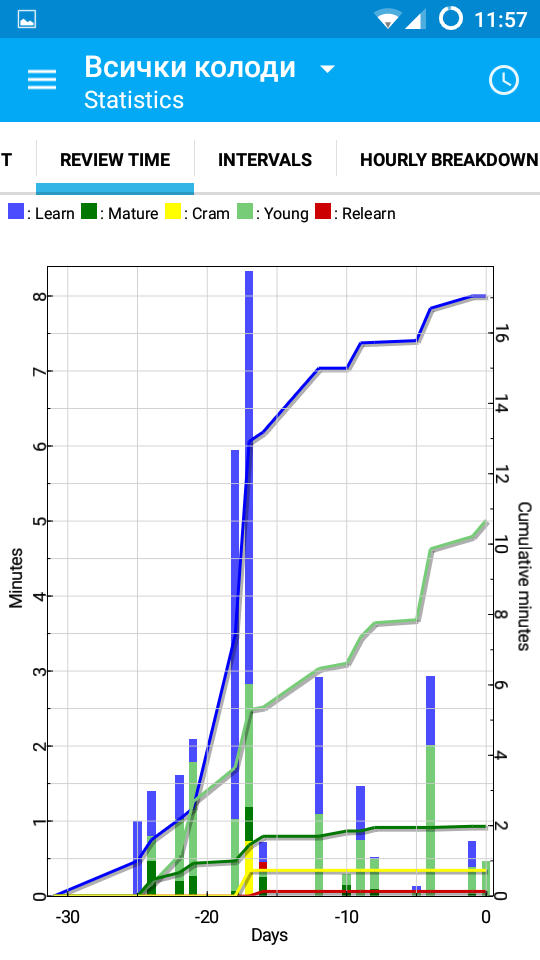 11:57
Всички колоди
Statistics
T REVIEW TIME INTERVALS HOURLY BREAKDOWN
: Learn : Mature : Cram : Young : Relearn
8
7
6
5
4
3
2
1
0
Minutes
16
14
12
10
8
6
4
2
0
Cumulative minutes
-30 -20 -10 0
Days